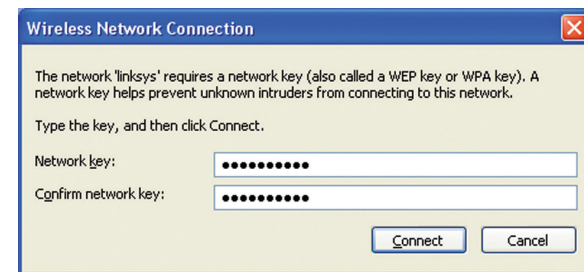 Wireless Network Connection
The network 'linksys' requires a network key (also called a WEP key or WPA key). A
network key helps prevent unknown intruders from connecting to this network.
Type the key, and then click Connect.
Network key: ●●●●●●●●●●
Confirm network key: ●●●●●●●●●●
Connect Cancel